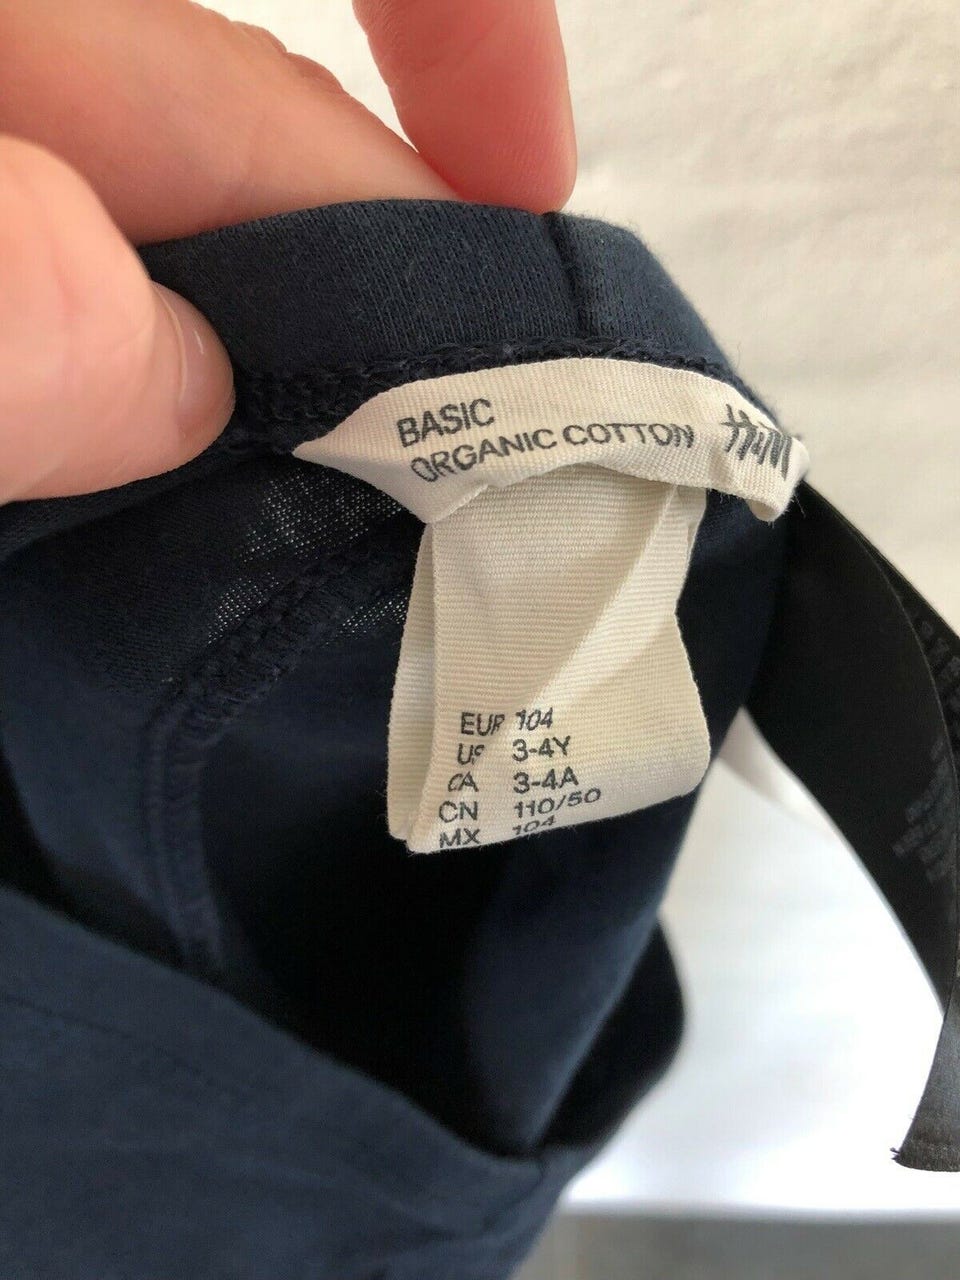 BASIC
ORGANIC COTTON H&M
EUR 104
US 3-4Y
CA 3-4A
CN 110/50
MX 104